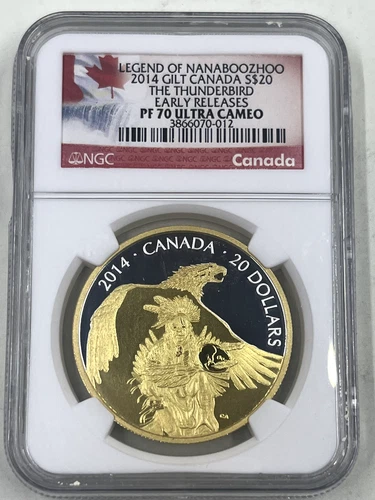 LEGEND OF NANABOOZHOO
2014 GILT CANADA S$20
THE THUNDERBIRD
EARLY RELEASES
PF 70 ULTRA CAMEO
3866070-012
NGC
Canada
2014 · CANADA · 20 DOLLARS
CA